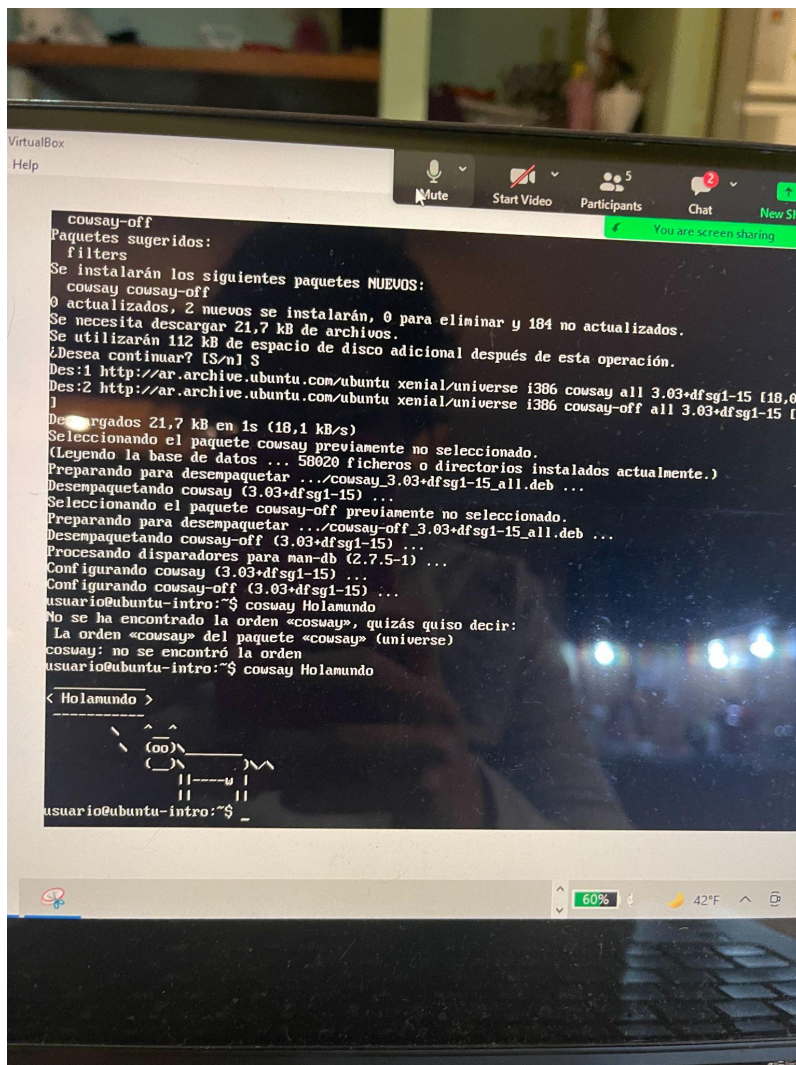 VirtualBox
Help
Mute
Start Video
5
Participants
2
Chat
You are screen sharing
cowsay-off
Paquetes sugeridos:
filters
Se instalarán los siguientes paquetes NUEVOS:
cowsay cowsay-off
0 actualizados, 2 nuevos se instalarán, 0 para eliminar y 184 no actualizados.
Se necesita descargar 21,7 kB de archivos.
Se utilizarán 112 kB de espacio de disco adicional después de esta operación.
¿Desea continuar? [S/n] S
Des:1 http://ar.archive.ubuntu.com/ubuntu xenial/universe i386 cowsay all 3.03+dfsg1-15 [18,0
Des:2 http://ar.archive.ubuntu.com/ubuntu xenial/universe i386 cowsay-off all 3.03+dfsg1-15 [
]
Descargados 21,7 kB en 1s (18,1 kB/s)
Seleccionando el paquete cowsay previamente no seleccionado.
(Leyendo la base de datos ... 58020 ficheros o directorios instalados actualmente.)
Preparando para desempaquetar .../cowsay_3.03+dfsg1-15_all.deb ...
Desempaquetando cowsay (3.03+dfsg1-15) ...
Seleccionando el paquete cowsay-off previamente no seleccionado.
Preparando para desempaquetar .../cowsay-off_3.03+dfsg1-15_all.deb ...
Desempaquetando cowsay-off (3.03+dfsg1-15) ...
Procesando disparadores para man-db (2.7.5-1) ...
Configurando cowsay (3.03+dfsg1-15) ...
Configurando cowsay-off (3.03+dfsg1-15) ...
usuario@ubuntu-intro:~$ cosway Holamundo
No se ha encontrado la orden «cosway», quizás quiso decir:
La orden «cowsay» del paquete «cowsay» (universe)
cosway: no se encontró la orden
usuario@ubuntu-intro:~$ cowsay Holamundo
 ___________
< Holamundo >
 -----------
        \   ^__^
         \  (oo)\_______
            (__)\       )\/\
                ||----w |
                ||     ||
usuario@ubuntu-intro:~$ _
60%
42°F